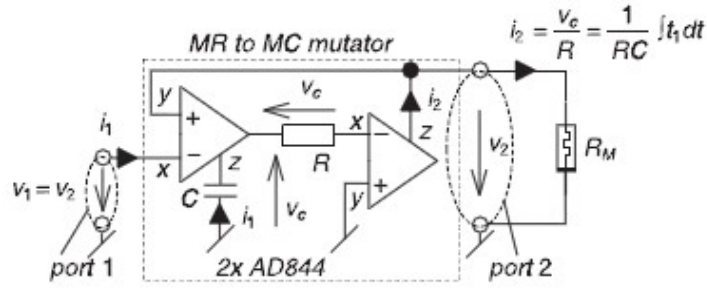 MR to MC mutator
i₂ = v_c/R = 1/RC ∫t₁dt
y
+
v_c
i₂
x
−
z
i₁
−
x
z
R
+
y
v₂
R_M
v₁ = v₂
C
i₁
v_c
port 1
2x AD844
port 2